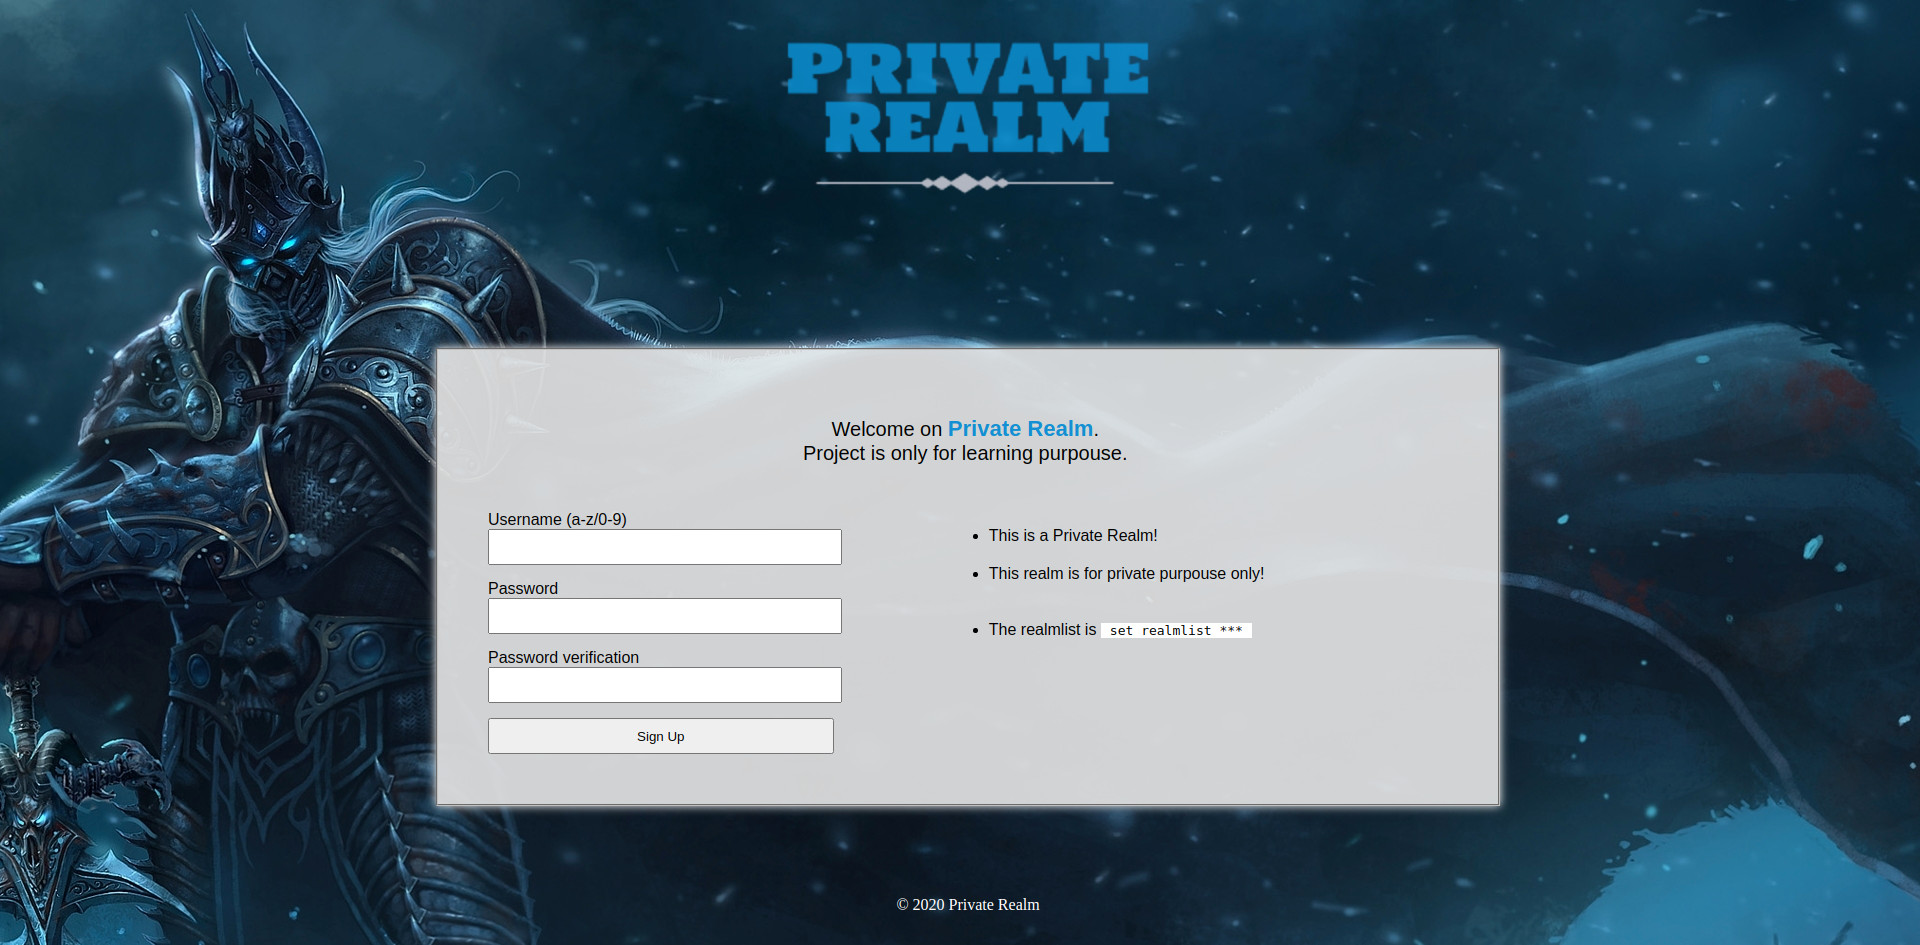 PRIVATE
REALM
Welcome on Private Realm.
Project is only for learning purpouse.
Username (a-z/0-9)
Password
Password verification
Sign Up
This is a Private Realm!
This realm is for private purpouse only!
The realmlist is set realmlist ***
© 2020 Private Realm